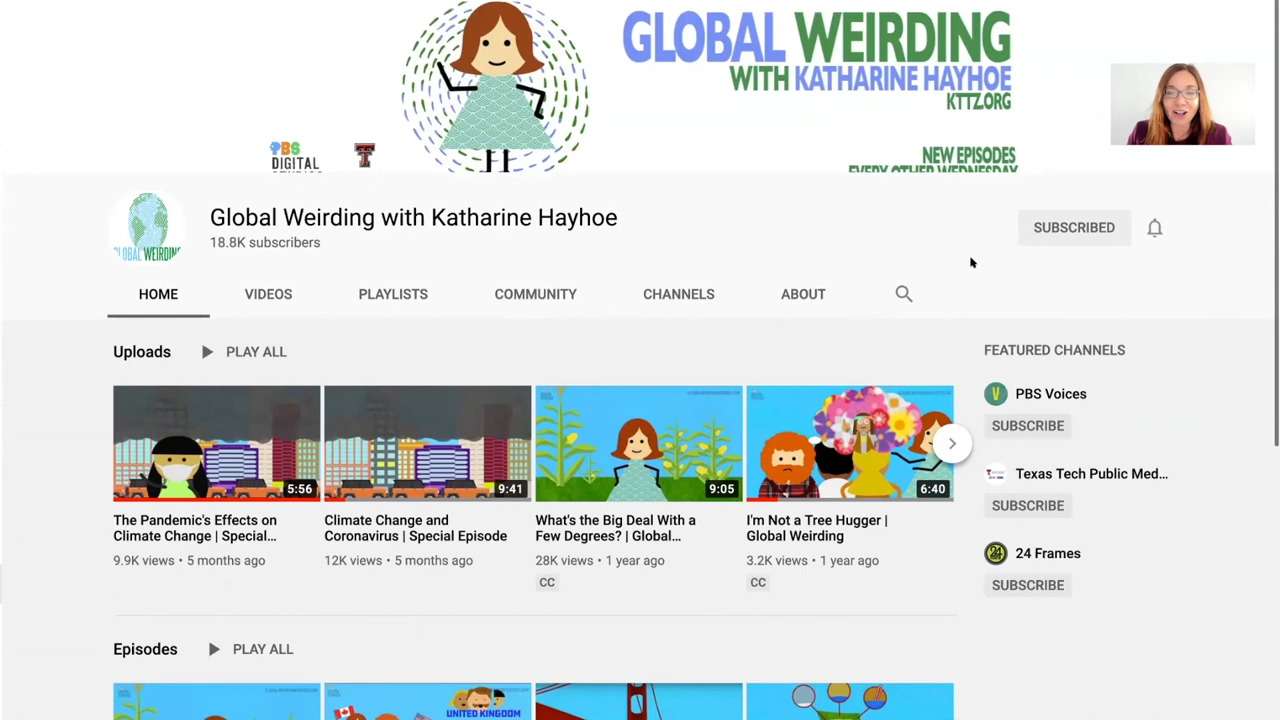 GLOBAL WEIRDING
WITH KATHARINE HAYHOE
KTTZ.ORG
PBS
DIGITAL
NEW EPISODES
EVERY OTHER WEDNESDAY
Global Weirding with Katharine Hayhoe
18.8K subscribers
SUBSCRIBED
HOME VIDEOS PLAYLISTS COMMUNITY CHANNELS ABOUT
Uploads PLAY ALL
5:56
9:41
9:05
6:40
The Pandemic's Effects on
Climate Change | Special...
9.9K views • 5 months ago
Climate Change and
Coronavirus | Special Episode
12K views • 5 months ago
What's the Big Deal With a
Few Degrees? | Global...
28K views • 1 year ago
CC
I'm Not a Tree Hugger |
Global Weirding
3.2K views • 1 year ago
CC
FEATURED CHANNELS
PBS Voices
SUBSCRIBE
Texas Tech Public Med...
SUBSCRIBE
24 Frames
SUBSCRIBE
Episodes PLAY ALL
UNITED KINGDOM